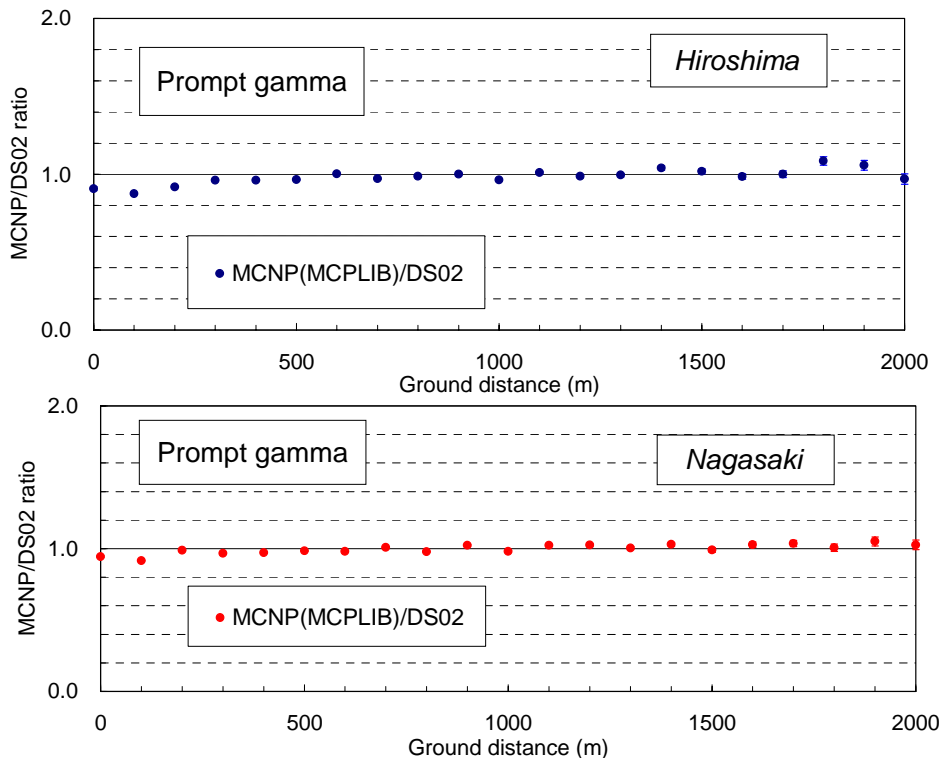 2.0
Prompt gamma
Hiroshima
MCNP/DS02 ratio
1.0
MCNP(MCPLIB)/DS02
0.0
0 500 1000 1500 2000
Ground distance (m)
2.0
Prompt gamma
Nagasaki
MCNP/DS02 ratio
1.0
MCNP(MCPLIB)/DS02
0.0
0 500 1000 1500 2000
Ground distance (m)